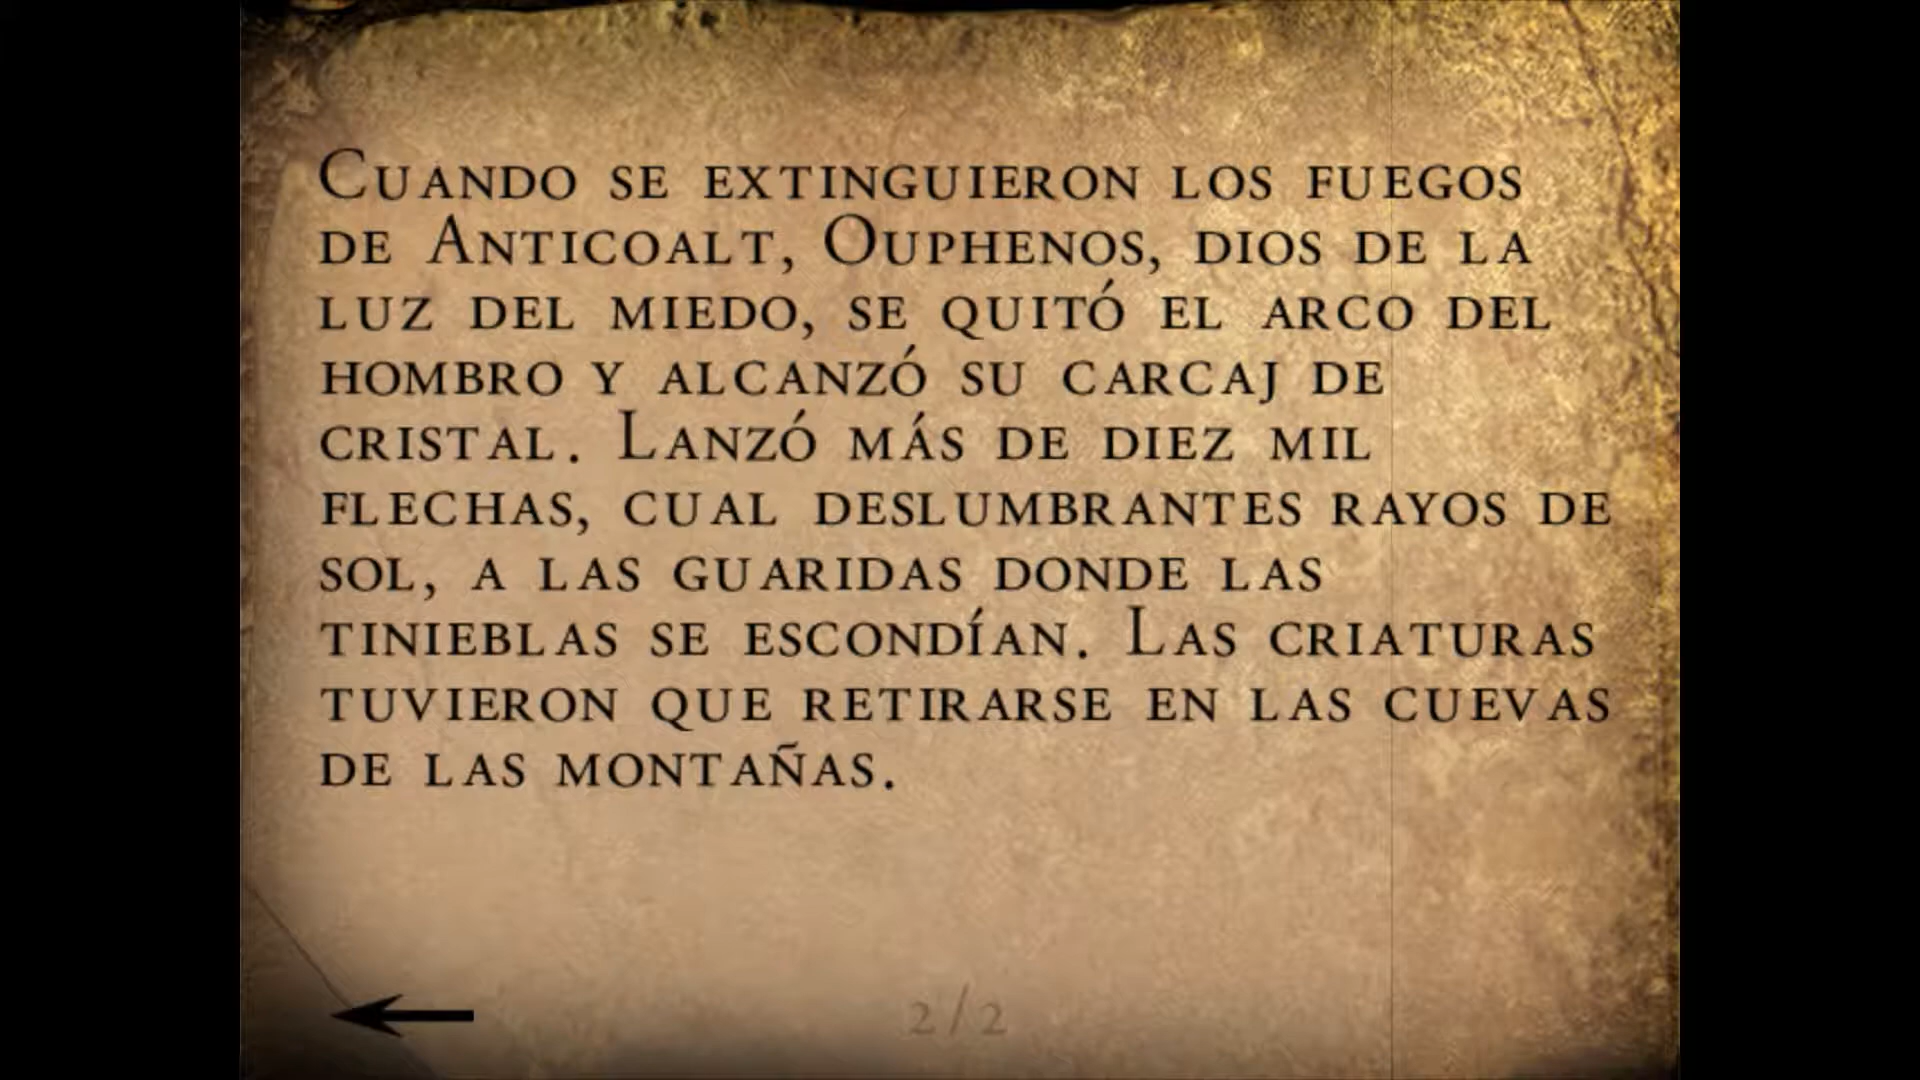 Cuando se extinguieron los fuegos
de Anticoalt, Ouphenos, dios de la
luz del miedo, se quitó el arco del
hombro y alcanzó su carcaj de
cristal. Lanzó más de diez mil
flechas, cual deslumbrantes rayos de
sol, a las guaridas donde las
tinieblas se escondían. Las criaturas
tuvieron que retirarse en las cuevas
de las montañas.
2/2